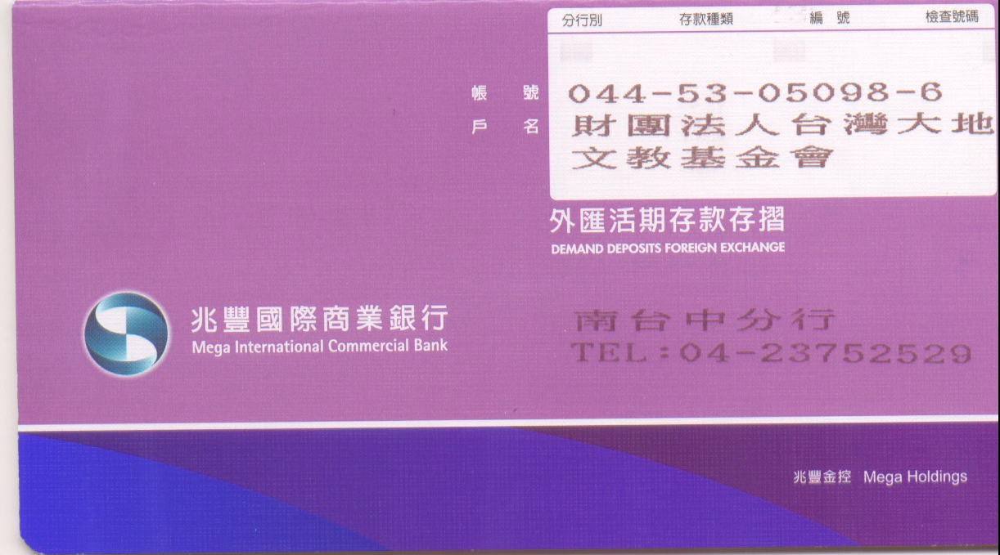 分行別 存款種類 編 號 檢查號碼
帳 號 044-53-05098-6
戶 名 財團法人台灣大地
文教基金會
外匯活期存款存摺
DEMAND DEPOSITS FOREIGN EXCHANGE
兆豐國際商業銀行
Mega International Commercial Bank
南台中分行
TEL:04-23752529
兆豐金控 Mega Holdings